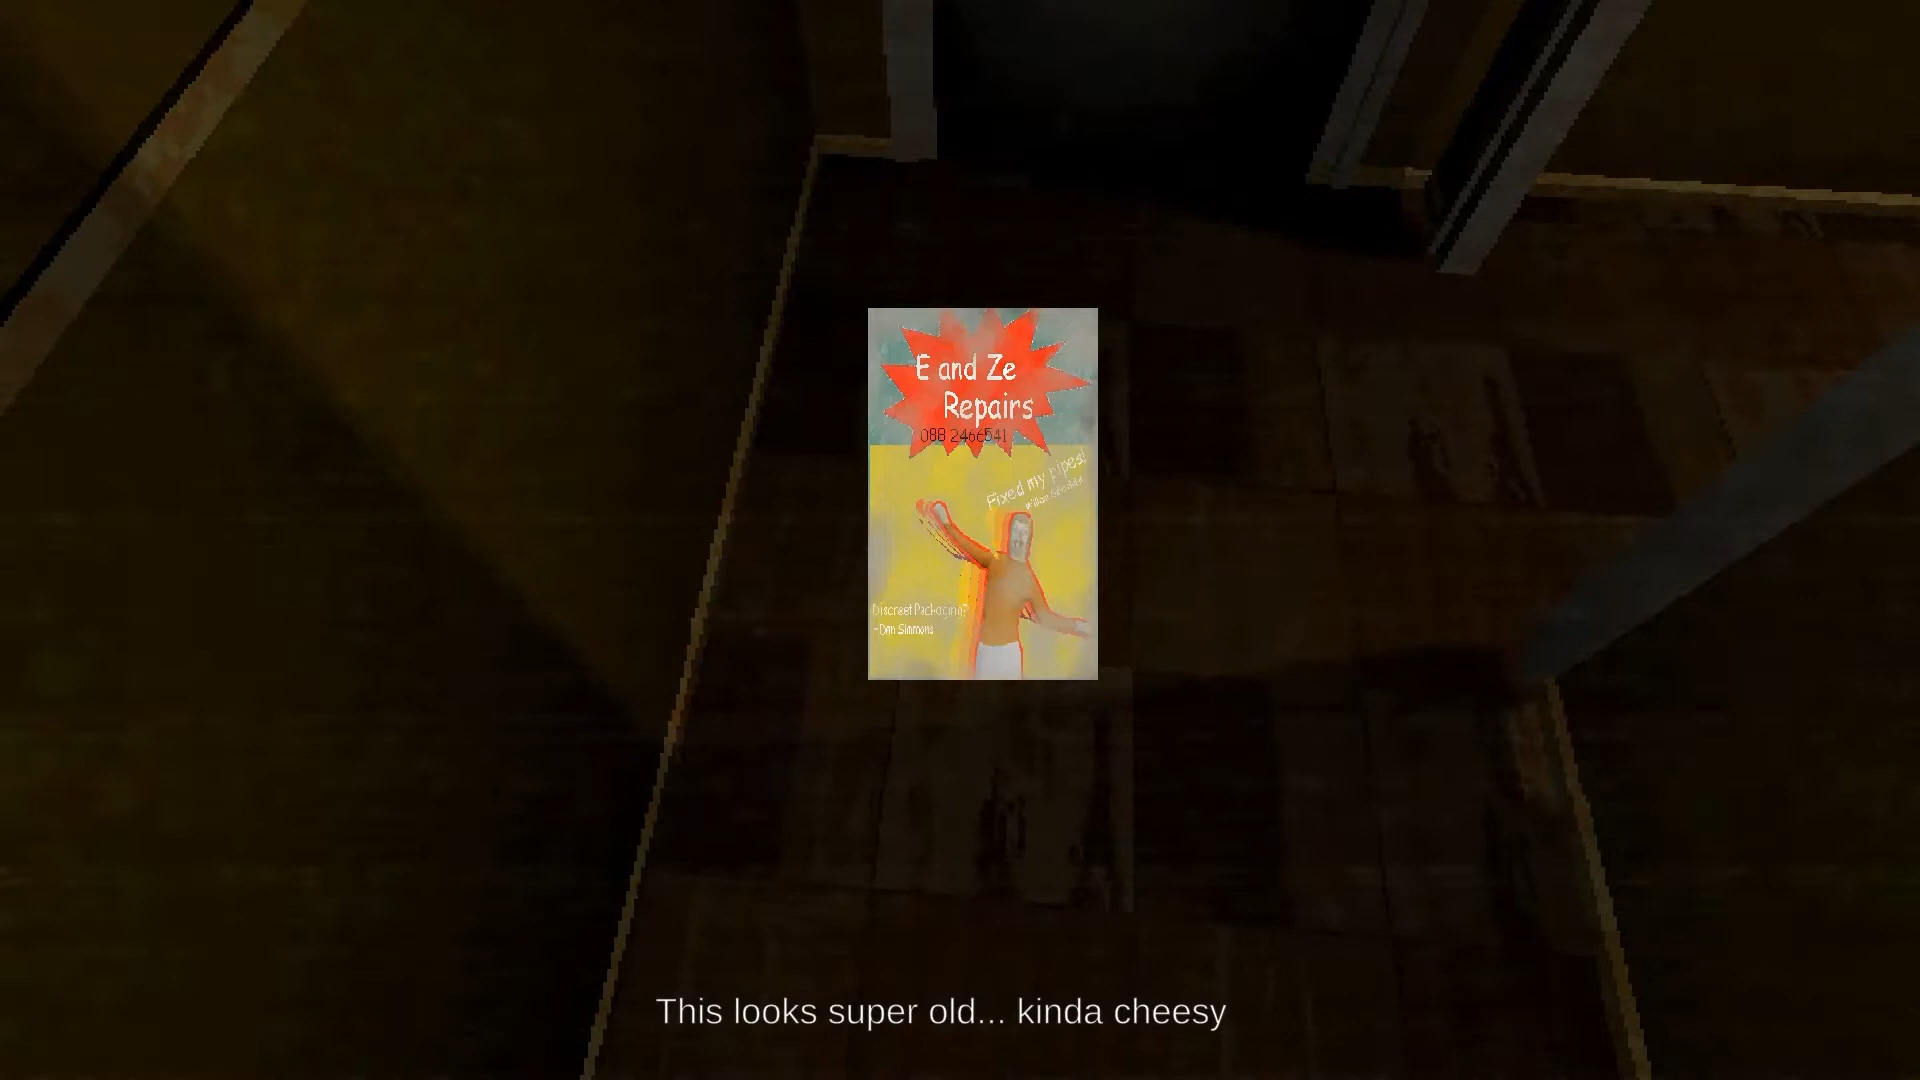 E and Ze
Repairs
088 2466541
Fixed my pipes!
Discreet Packaging?
-Dan Simmons
This looks super old... kinda cheesy